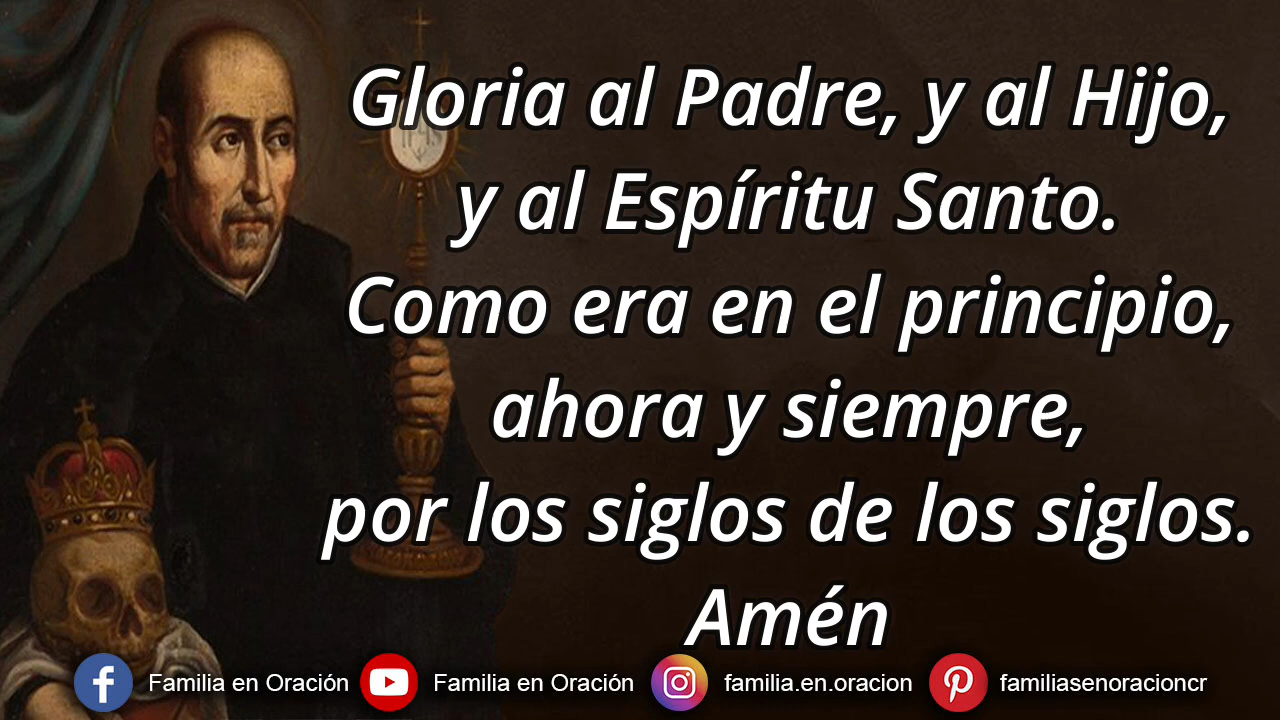 Gloria al Padre, y al Hijo,
y al Espíritu Santo.
Como era en el principio,
ahora y siempre,
por los siglos de los siglos.
Amén
Familia en Oración
Familia en Oración
familia.en.oracion
familiasenoracioncr